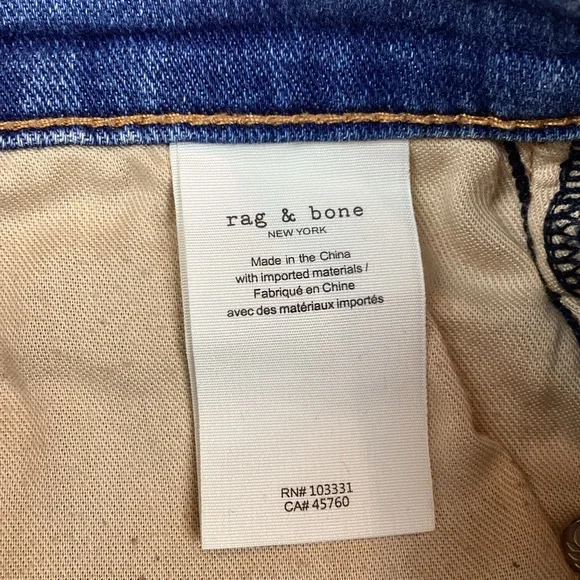 rag & bone
NEW YORK
Made in the China
with imported materials /
Fabriqué en Chine
avec des matériaux importés
RN# 103331
CA# 45760